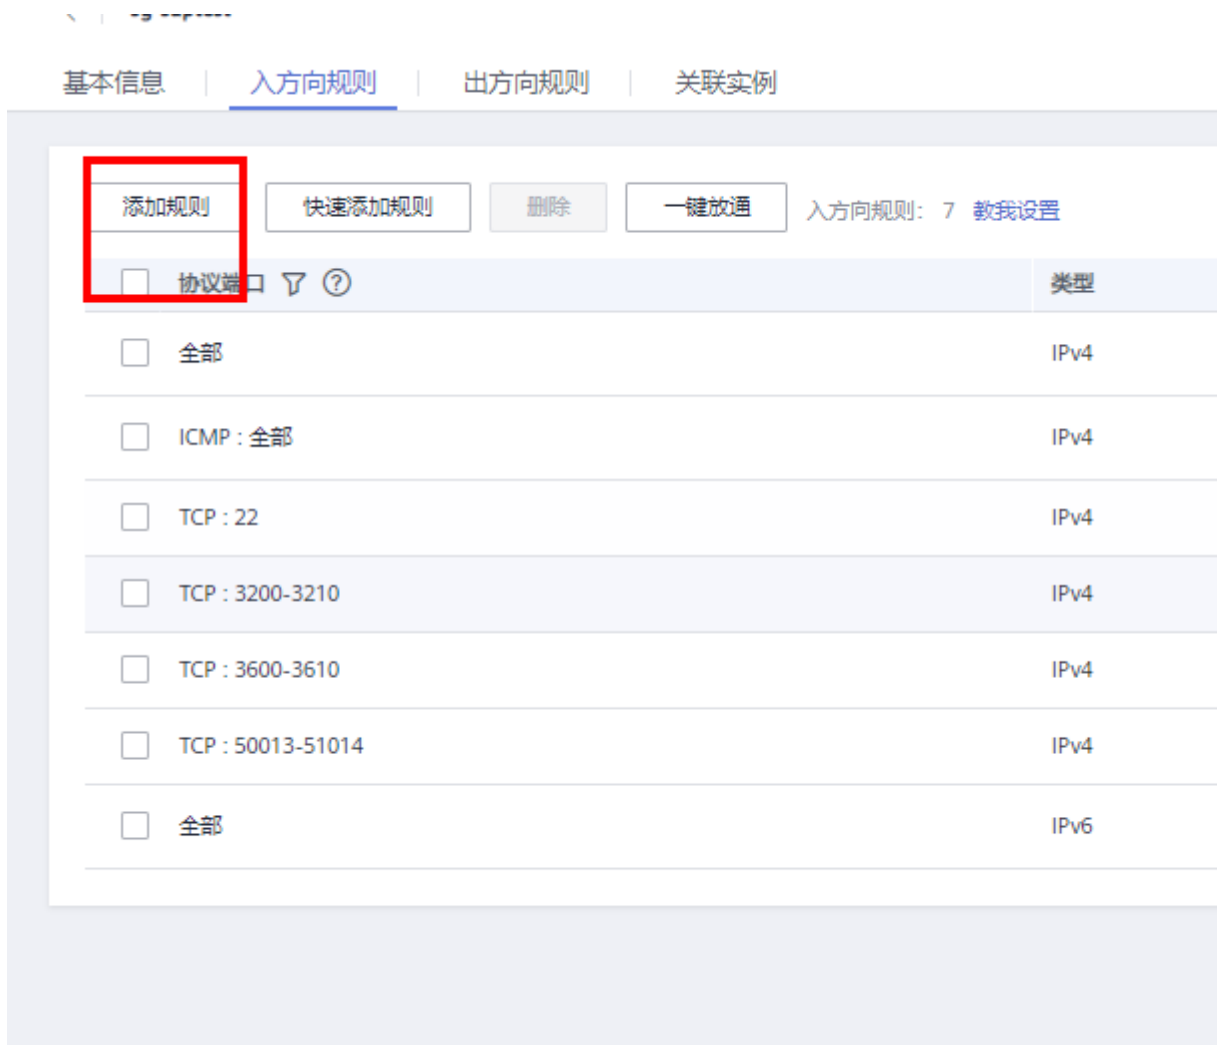 基本信息 入方向规则 出方向规则 关联实例
添加规则 快速添加规则 删除 一键放通 入方向规则: 7 教我设置
协议端口 类型
全部 IPv4
ICMP : 全部 IPv4
TCP : 22 IPv4
TCP : 3200-3210 IPv4
TCP : 3600-3610 IPv4
TCP : 50013-51014 IPv4
全部 IPv6